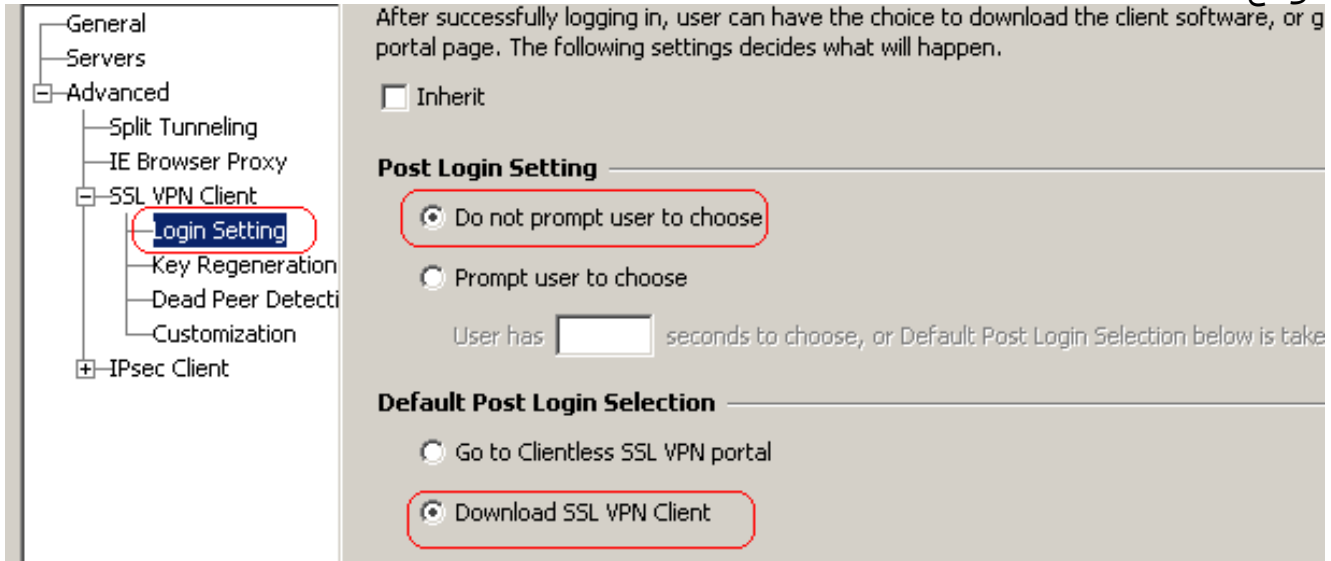 General
Servers
Advanced
Split Tunneling
IE Browser Proxy
SSL VPN Client
Login Setting
Key Regeneration
Dead Peer Detecti
Customization
IPsec Client
After successfully logging in, user can have the choice to download the client software, or g
portal page. The following settings decides what will happen.
Inherit
Post Login Setting
Do not prompt user to choose
Prompt user to choose
User has seconds to choose, or Default Post Login Selection below is take
Default Post Login Selection
Go to Clientless SSL VPN portal
Download SSL VPN Client